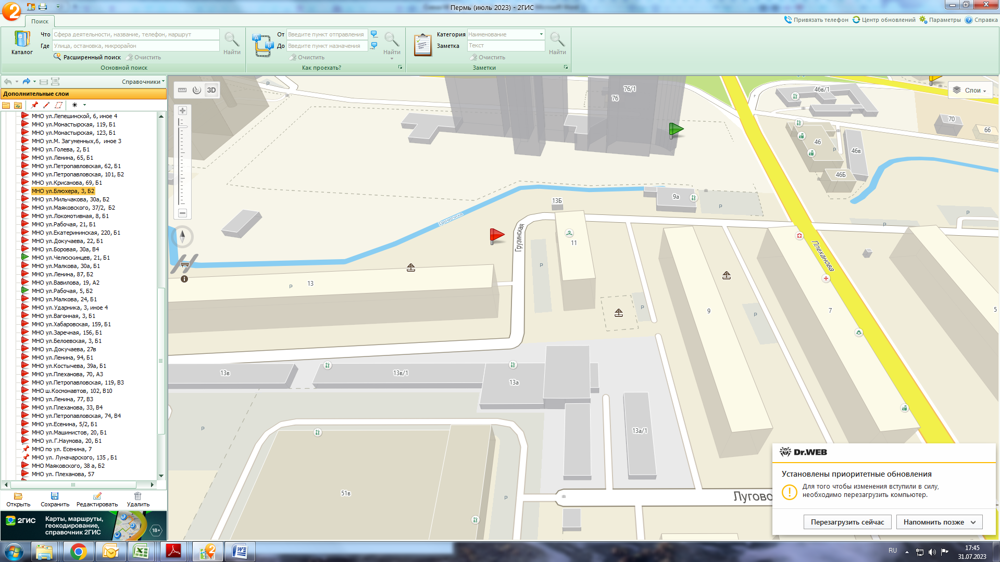 Пермь (июль 2023) - 2ГИС
Поиск
Привязать телефон
Центр обновлений
Параметры
Справка
Каталог
Что
Сфера деятельности, название, телефон, маршрут
Где
Улица, остановка, микрорайон
Расширенный поиск
Очистить
Найти
Основной поиск
От
Введите пункт отправления
До
Введите пункт назначения
Очистить
Найти
Как проехать?
Категория
Наименование
Заметка
Текст
Очистить
Найти
Заметки
Справочники
Дополнительные слои
МНО ул.Лепешинской, 6, иное 4
МНО ул.Монастырская, 119, Б1
МНО ул.Монастырская, 123, Б1
МНО ул.М. Загуменных,6,  иное 3
МНО ул.Голева, 2, Б1
МНО ул.Ленина, 65, Б1
МНО ул.Петропавловская, 62, Б1
МНО ул.Петропавловская, 101, Б2
МНО ул.Крисанова, 69, Б1
МНО ул.Блюхера, 3, Б2
МНО ул.Мильчакова, 30а, Б2
МНО ул.Маяковского, 37/2,  Б2
МНО ул.Локомотивная, 8, Б1
МНО ул.Рабочая, 21, Б1
МНО ул.Екатерининская, 220, Б1
МНО ул.Докучаева, 22, Б1
МНО ул.Боровая, 30а, В4
МНО ул.Челюскинцев, 21, Б1
МНО ул.Малкова, 30а, Б1
МНО ул.Ленина, 87, Б2
МНО ул.Вавилова, 19, А2
МНО ул.Рабочая, 5, Б2
МНО ул.Малкова, 24, Б1
МНО ул.Ударника, 3, иное 4
МНО ул.Вагонная, 3, Б1
МНО ул.Хабаровская, 159, Б1
МНО ул.Заречная, 156, Б1
МНО ул.Белоевская, 3, Б1
МНО ул.Докучаева, 27в
МНО ул.Ленина, 94, Б1
МНО ул.Костычева, 39а, Б1
МНО ул.Плеханова, 70, А3
МНО ул.Петропавловская, 119, В3
МНО ш.Космонавтов, 102, В10
МНО ул.Ленина, 77, В3
МНО ул.Плеханова, 33, В4
МНО ул.Петропавловская, 74, В4
МНО ул.Есенина, 5/2, Б1
МНО ул.Машинистов, 20, Б1
МНО ул.Г.Наумова, 20, Б1
МНО по ул. Есенина, 7
МНО ул. Луначарского, 135 , Б1
МНО Маяковского, 38 а, Б2
МНО ул. Плеханова, 57
Открыть
Сохранить
Редактировать
Удалить
2ГИС
Карты, маршруты,
геокодирование,
справочник 2ГИС
18+
3D
Слои
P
76/1
76
46в/1
70
66
46
P
46в
46Б
Данилиха
13Б
9а
P
P
P
Грузинская
11
Плеханова
P
13
P
P
9
P
7
5
13в
13в/1
13а
P
13а/1
51в
P
Лугово
Dr.WEB
Установлены приоритетные обновления
Для того чтобы изменения вступили в силу,
необходимо перезагрузить компьютер.
Перезагрузить сейчас
Напомнить позже
RU
17:45
31.07.2023